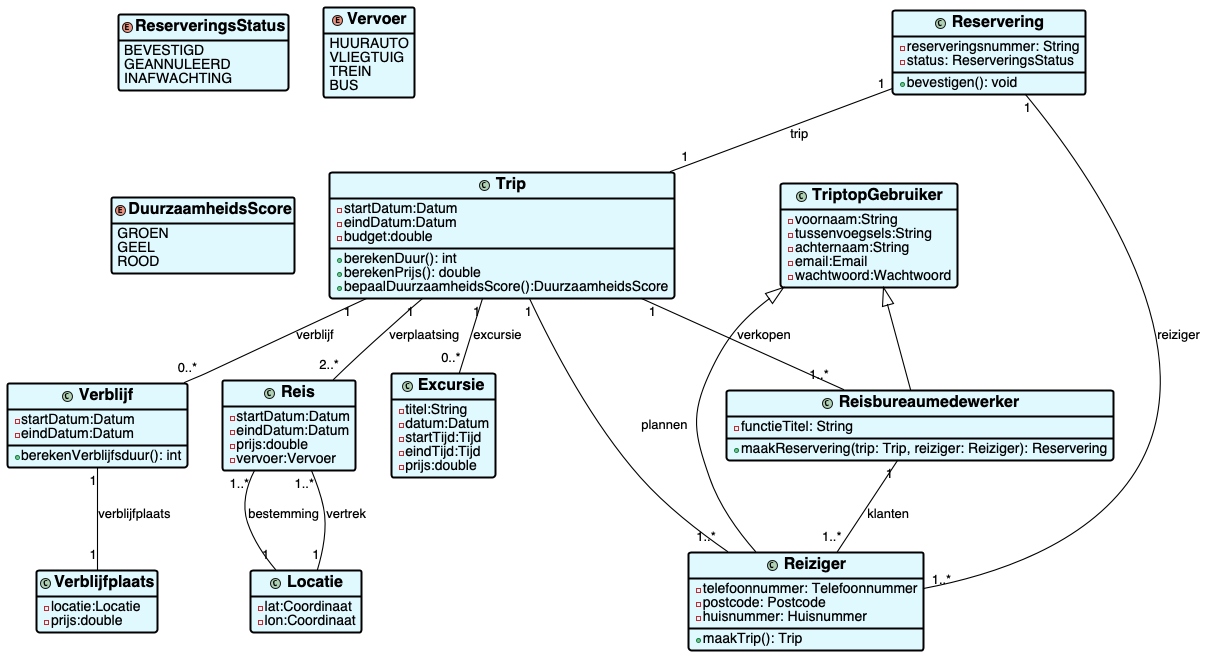 E ReserveringsStatus
BEVESTIGD
GEANNULEERD
INAFWACHTING
E Vervoer
HUURAUTO
VLIEGTUIG
TREIN
BUS
C Reservering
reserveringsnummer: String
status: ReserveringsStatus
bevestigen(): void
1
1
trip
1
E DuurzaamheidsScore
GROEN
GEEL
ROOD
C Trip
startDatum:Datum
eindDatum:Datum
budget:double
berekenDuur(): int
berekenPrijs(): double
bepaalDuurzaamheidsScore():DuurzaamheidsScore
C TriptopGebruiker
voornaam:String
tussenvoegsels:String
achternaam:String
email:Email
wachtwoord:Wachtwoord
1
1
1
1
1
verblijf
verplaatsing
excursie
verkopen
reiziger
0..*
2..*
0..*
1..*
C Verblijf
startDatum:Datum
eindDatum:Datum
berekenVerblijfsduur(): int
C Reis
startDatum:Datum
eindDatum:Datum
prijs:double
vervoer:Vervoer
C Excursie
titel:String
datum:Datum
startTijd:Tijd
eindTijd:Tijd
prijs:double
C Reisbureaumedewerker
functieTitel: String
maakReservering(trip: Trip, reiziger: Reiziger): Reservering
plannen
1
1..*
1..*
1
verblijfplaats
bestemming
vertrek
klanten
1
1
1
1..*
1..*
1..*
C Verblijfplaats
locatie:Locatie
prijs:double
C Locatie
lat:Coordinaat
lon:Coordinaat
C Reiziger
telefoonnummer: Telefoonnummer
postcode: Postcode
huisnummer: Huisnummer
maakTrip(): Trip